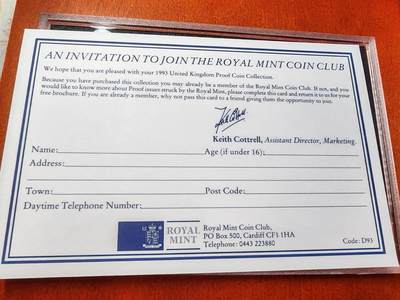 AN INVITATION TO JOIN THE ROYAL MINT COIN CLUB
We hope that you are pleased with your 1993 United Kingdom Proof Coin Collection.
Because you have purchased this collection you may already be a member of the Royal Mint Coin Club. If not, and you
would like to know more about Proof issues struck by the Royal Mint, please complete this card and return it to us for your
free brochure. If you are already a member, why not pass this card to a friend giving them the opportunity to join.
Keith Cottrell, Assistant Director, Marketing.
Name: Age (if under 16):
Address:
Town: Post Code:
Daytime Telephone Number:
ROYAL
MINT
Royal Mint Coin Club,
PO Box 500, Cardiff CF1 1HA
Telephone: 0443 223880
Code: D93